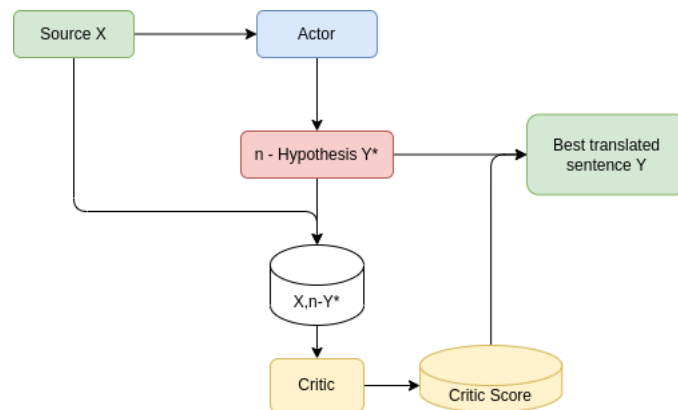 Source X
Actor
n - Hypothesis Y*
Best translated
sentence Y
X,n-Y*
Critic
Critic Score